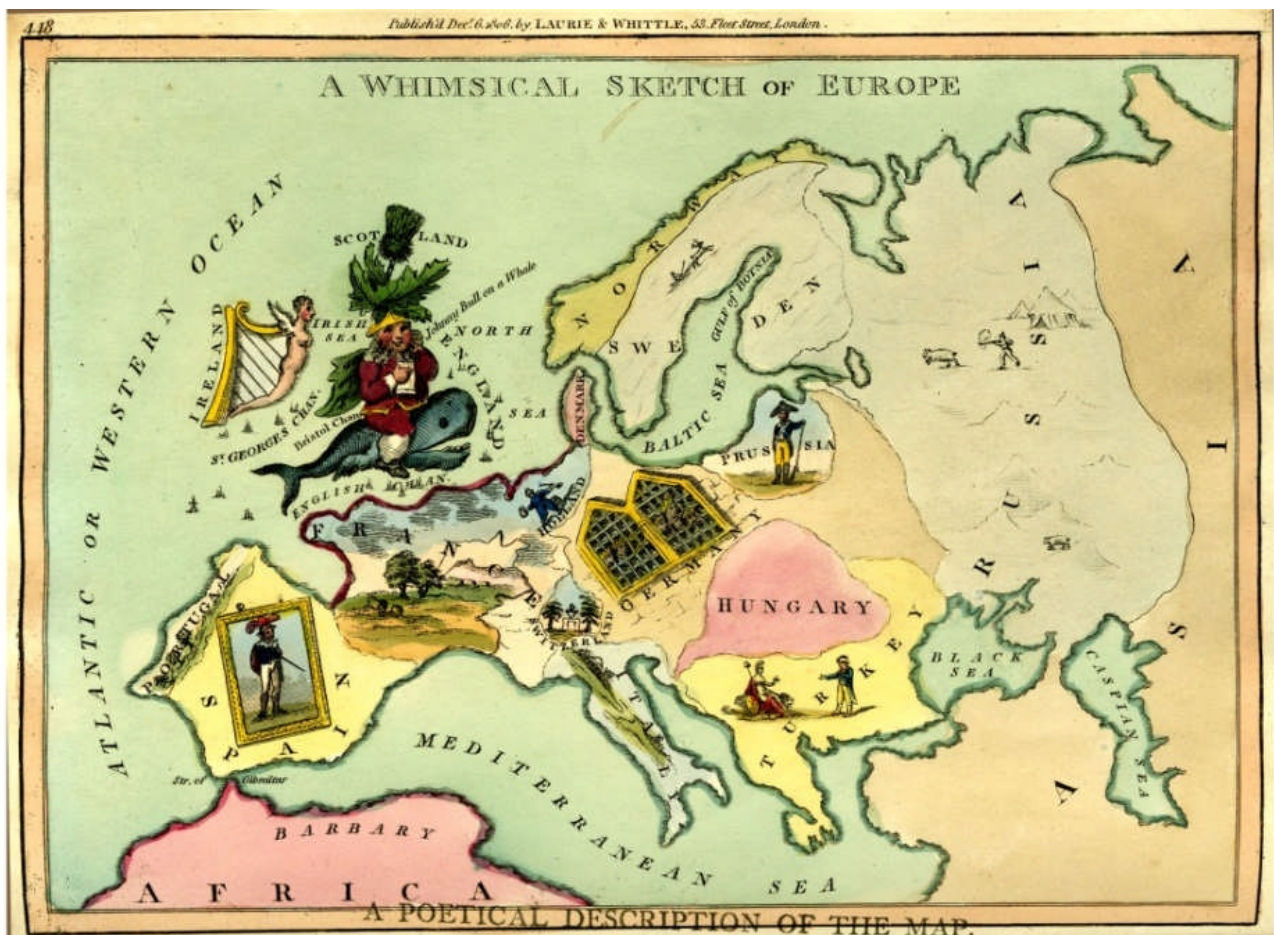 448
Publish'd Decr. 6. 1806, by LAURIE & WHITTLE, 53, Fleet Street, London.
A WHIMSICAL SKETCH OF EUROPE
ATLANTIC OR WESTERN OCEAN
SCOTLAND
Johnny Bull on a Whale
IRELAND
IRISH SEA
ENGLAND
ST. GEORGES CHAN.
Bristol Chan.
ENGLISH CHAN.
NORTH SEA
NORWAY
SWEDEN
GULF of BOTNIA
BALTIC SEA
DENMARK
PRUSSIA
RUSSIA
ASIA
HOLLAND
FRANCE
GERMANY
SWITTERLAND
HUNGARY
PORTUGAL
SPAIN
ITALY
TURKEY
BLACK SEA
CASPIAN SEA
Str. of Gibraltar
MEDITERRANEAN SEA
BARBARY
AFRICA
A POETICAL DESCRIPTION OF THE MAP.